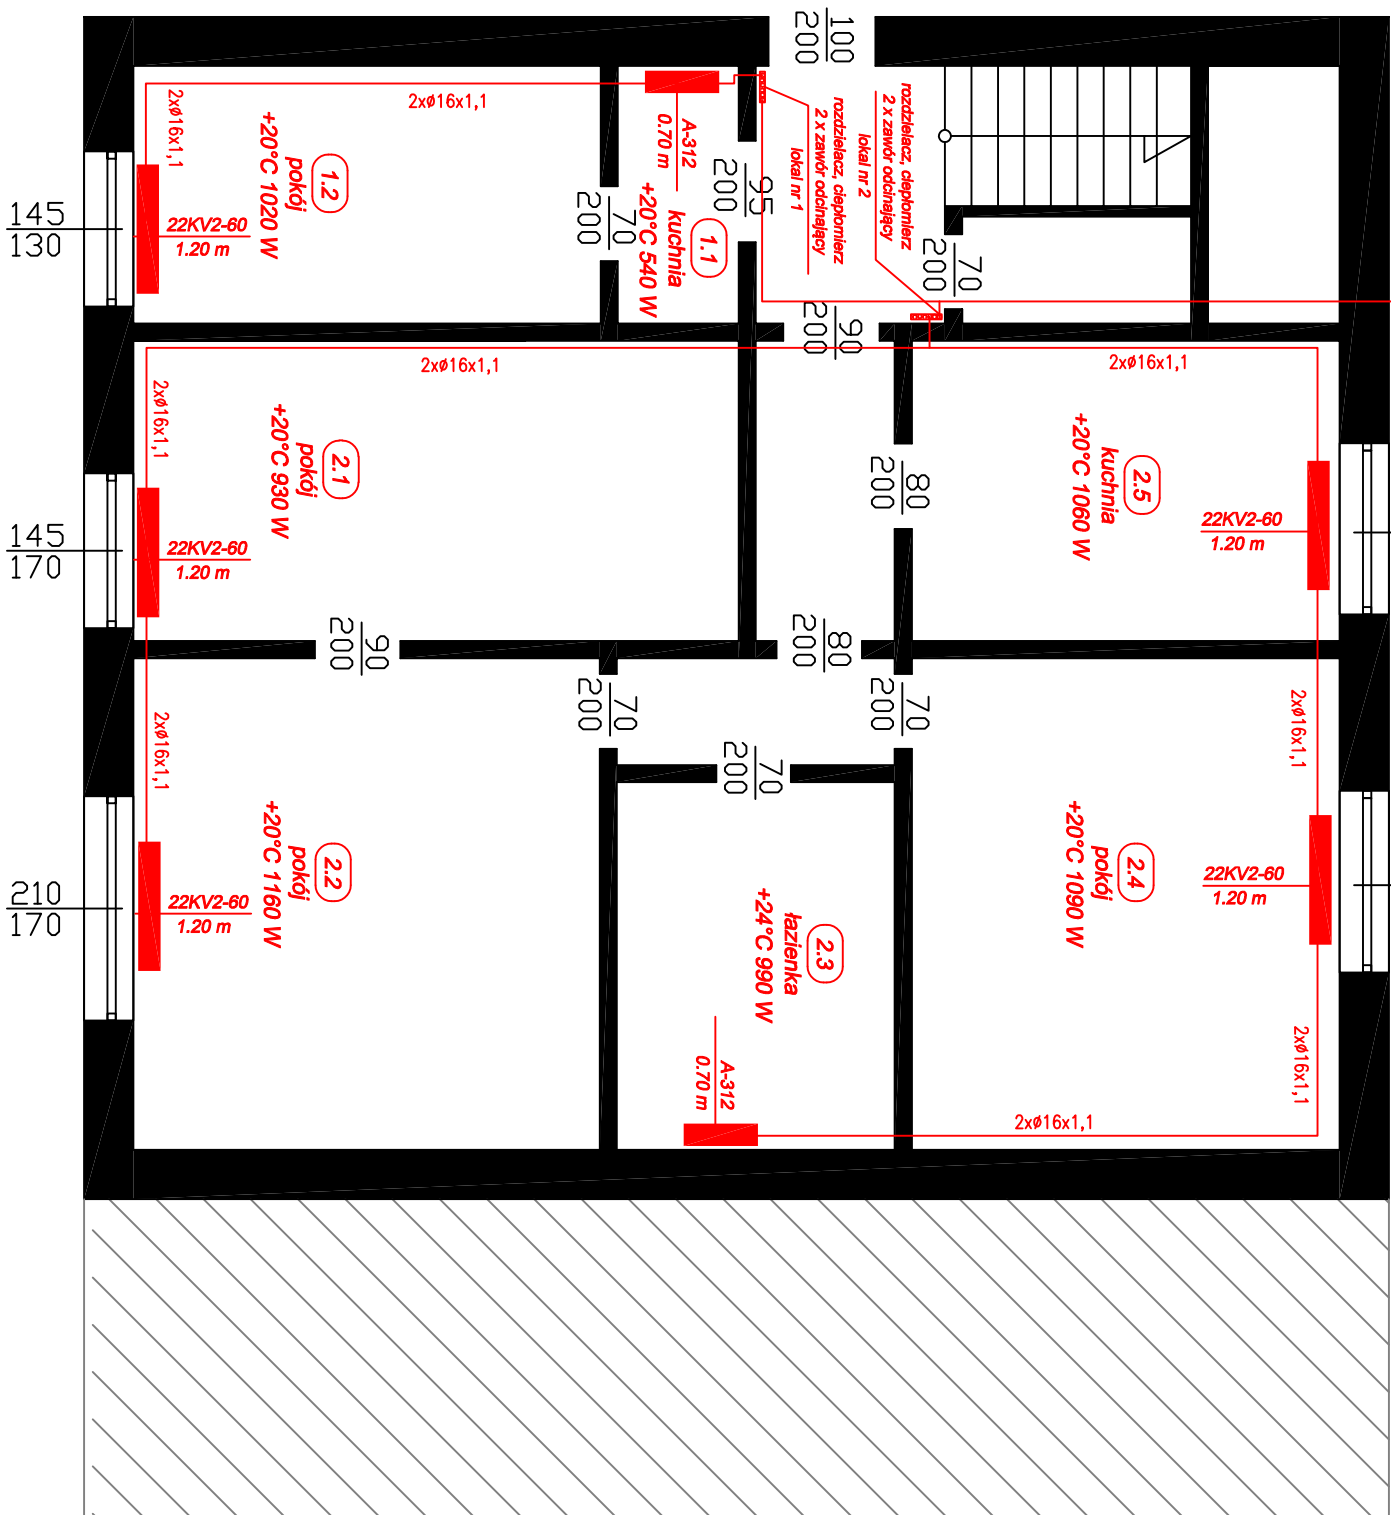 100
200
rozdzielacz, ciepłomierz
2 x zawór odcinający
lokal nr 2
rozdzielacz, ciepłomierz
2 x zawór odcinający
lokal nr 1
2xø16x1,1
2xø16x1,1
A-312
0.70 m
1.2
pokój
+20°C 1020 W
22KV2-60
1.20 m
145
130
70
200
1.1
kuchnia
+20°C 540 W
95
200
70
200
90
200
2xø16x1,1
2xø16x1,1
2xø16x1,1
2.1
pokój
+20°C 930 W
22KV2-60
1.20 m
145
170
80
200
2.5
kuchnia
+20°C 1060 W
22KV2-60
1.20 m
90
200
80
200
70
200
70
200
70
200
2xø16x1,1
2xø16x1,1
2.2
pokój
+20°C 1160 W
22KV2-60
1.20 m
210
170
2.3
łazienka
+24°C 990 W
2.4
pokój
+20°C 1090 W
22KV2-60
1.20 m
A-312
0.70 m
2xø16x1,1
2xø16x1,1